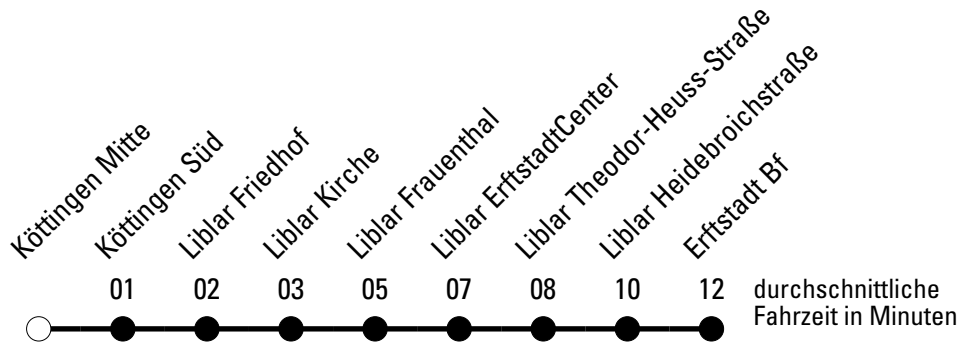 Köttingen Mitte
Köttingen Süd
Liblar Friedhof
Liblar Kirche
Liblar Frauenthal
Liblar ErftstadtCenter
Liblar Theodor-Heuss-Straße
Liblar Heidebroichstraße
Erftstadt Bf
01 02 03 05 07 08 10 12
durchschnittliche
Fahrzeit in Minuten